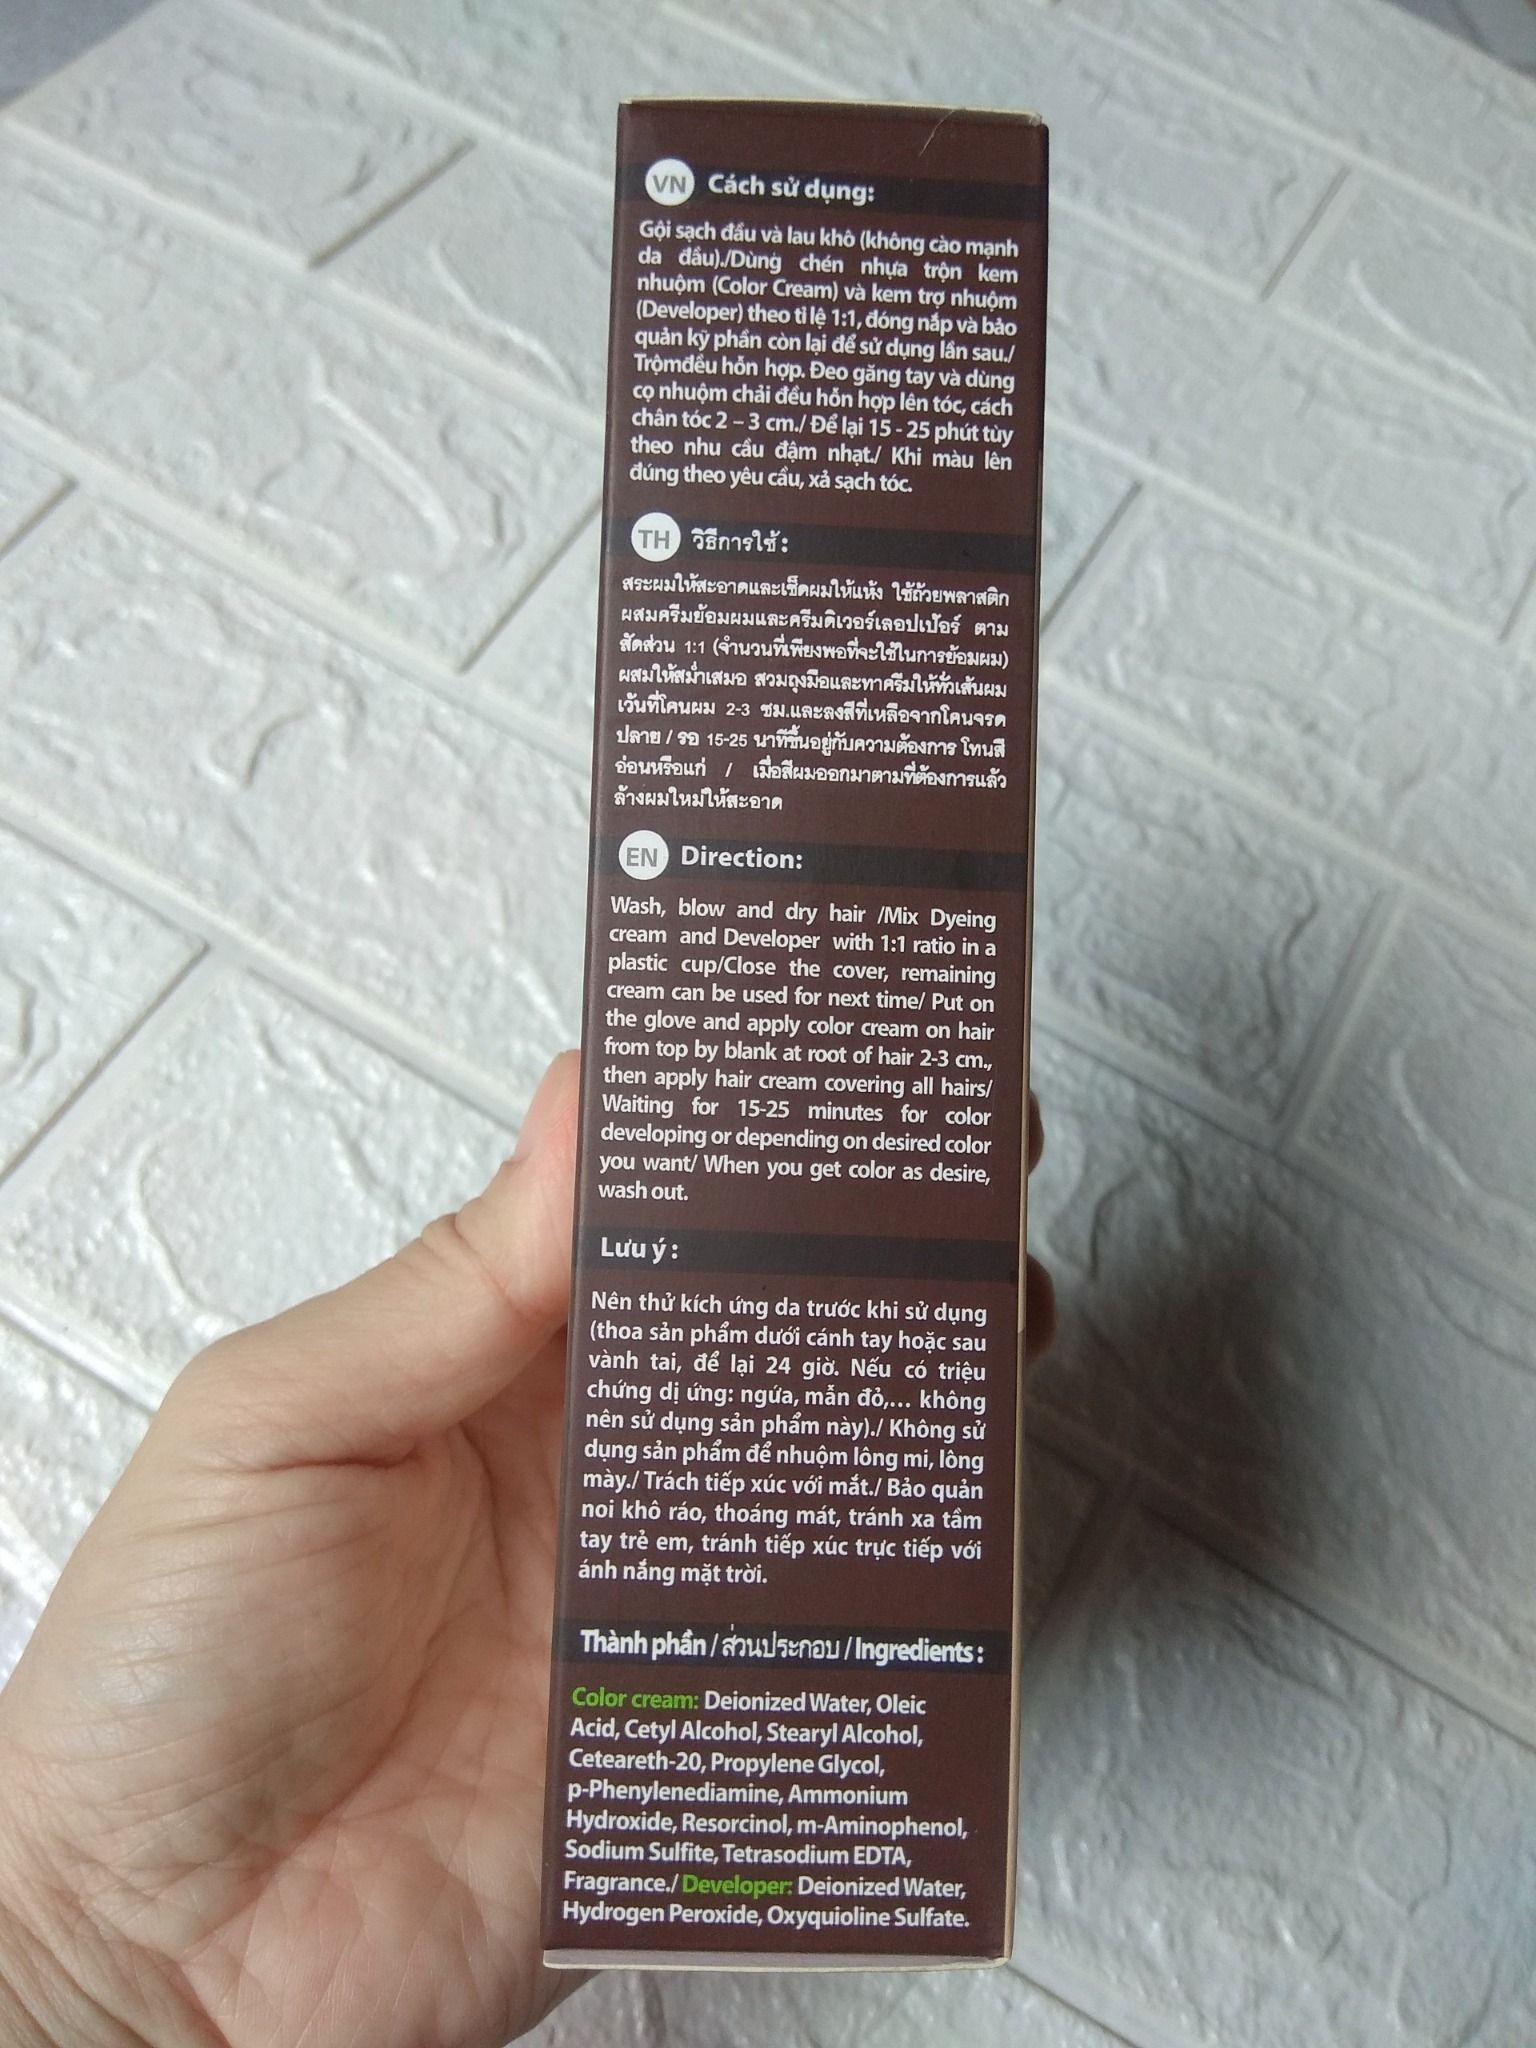 VN Cách sử dụng:
Gội sạch đầu và lau khô (không cào mạnh
da đầu)./Dùng chén nhựa trộn kem
nhuộm (Color Cream) và kem trợ nhuộm
(Developer) theo tỉ lệ 1:1, đóng nắp và bảo
quản kỹ phần còn lại để sử dụng lần sau./
Trộmđều hỗn hợp. Đeo găng tay và dùng
cọ nhuộm chải đều hỗn hợp lên tóc, cách
chân tóc 2 – 3 cm./ Để lại 15 - 25 phút tùy
theo nhu cầu đậm nhạt./ Khi màu lên
đúng theo yêu cầu, xả sạch tóc.
TH วิธีการใช้ :
สระผมให้สะอาดและเช็ดผมให้แห้ง ใช้ถ้วยพลาสติก
ผสมครีมย้อมผมและครีมดิเวอร์เลอปเป้อร์ ตาม
สัดส่วน 1:1 (จำนวนที่เพียงพอที่จะใช้ในการย้อมผม)
ผสมให้สม่ำเสมอ สวมถุงมือและทาครีมให้ทั่วเส้นผม
เว้นที่โคนผม 2-3 ซม.และลงสีที่เหลือจากโคนจรด
ปลาย / รอ 15-25 นาทีขึ้นอยู่กับความต้องการ โทนสี
อ่อนหรือแก่ / เมื่อสีผมออกมาตามที่ต้องการแล้ว
ล้างผมใหม่ให้สะอาด
EN Direction:
Wash, blow and dry hair /Mix Dyeing
cream and Developer with 1:1 ratio in a
plastic cup/Close the cover, remaining
cream can be used for next time/ Put on
the glove and apply color cream on hair
from top by blank at root of hair 2-3 cm.,
then apply hair cream covering all hairs/
Waiting for 15-25 minutes for color
developing or depending on desired color
you want/ When you get color as desire,
wash out.
Lưu ý :
Nên thử kích ứng da trước khi sử dụng
(thoa sản phẩm dưới cánh tay hoặc sau
vành tai, để lại 24 giờ. Nếu có triệu
chứng dị ứng: ngứa, mẫn đỏ,... không
nên sử dụng sản phẩm này)./ Không sử
dụng sản phẩm để nhuộm lông mi, lông
mày./ Trách tiếp xúc với mắt./ Bảo quản
noi khô ráo, thoáng mát, tránh xa tầm
tay trẻ em, tránh tiếp xúc trực tiếp với
ánh nắng mặt trời.
Thành phần / ส่วนประกอบ / Ingredients :
Color cream: Deionized Water, Oleic
Acid, Cetyl Alcohol, Stearyl Alcohol,
Ceteareth-20, Propylene Glycol,
p-Phenylenediamine, Ammonium
Hydroxide, Resorcinol, m-Aminophenol,
Sodium Sulfite, Tetrasodium EDTA,
Fragrance./ Developer: Deionized Water,
Hydrogen Peroxide, Oxyquioline Sulfate.